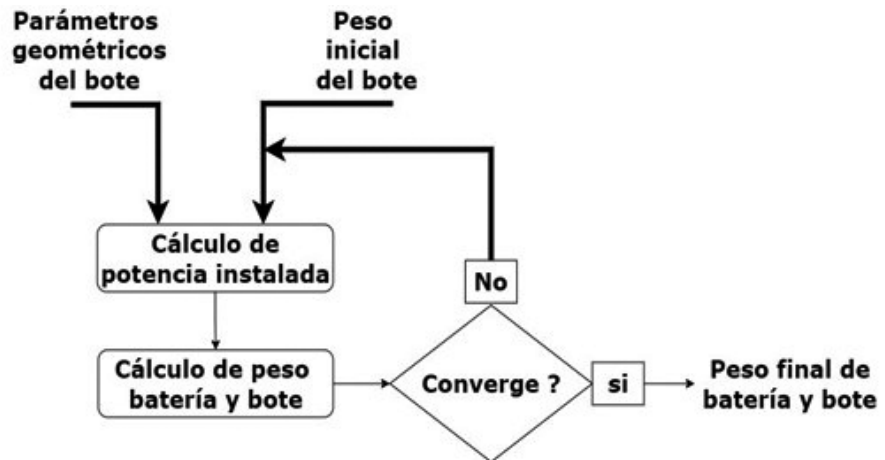 Parámetros
geométricos
del bote
Peso
inicial
del bote
Cálculo de
potencia instalada
No
Cálculo de peso
batería y bote
Converge ?
si
Peso final de
batería y bote